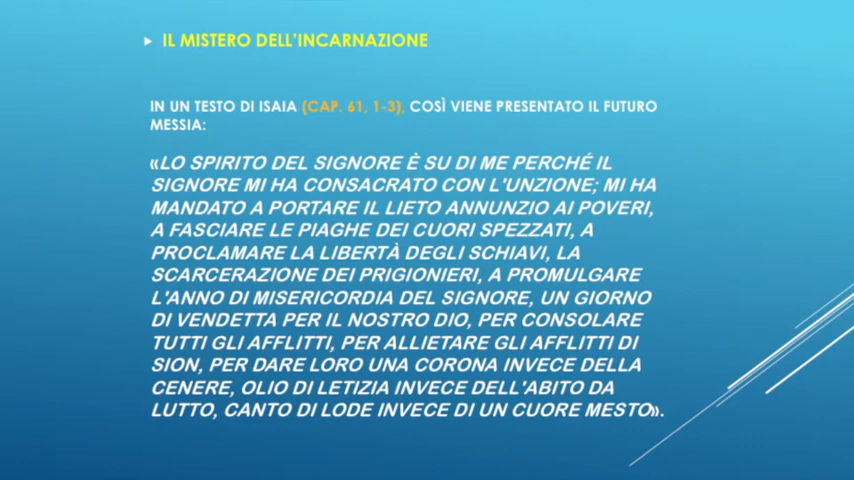 IL MISTERO DELL'INCARNAZIONE
IN UN TESTO DI ISAIA (CAP. 61, 1-3), COSÌ VIENE PRESENTATO IL FUTURO
MESSIA:
«LO SPIRITO DEL SIGNORE È SU DI ME PERCHÉ IL
SIGNORE MI HA CONSACRATO CON L'UNZIONE; MI HA
MANDATO A PORTARE IL LIETO ANNUNZIO AI POVERI,
A FASCIARE LE PIAGHE DEI CUORI SPEZZATI, A
PROCLAMARE LA LIBERTÀ DEGLI SCHIAVI, LA
SCARCERAZIONE DEI PRIGIONIERI, A PROMULGARE
L'ANNO DI MISERICORDIA DEL SIGNORE, UN GIORNO
DI VENDETTA PER IL NOSTRO DIO, PER CONSOLARE
TUTTI GLI AFFLITTI, PER ALLIETARE GLI AFFLITTI DI
SION, PER DARE LORO UNA CORONA INVECE DELLA
CENERE, OLIO DI LETIZIA INVECE DELL'ABITO DA
LUTTO, CANTO DI LODE INVECE DI UN CUORE MESTO».